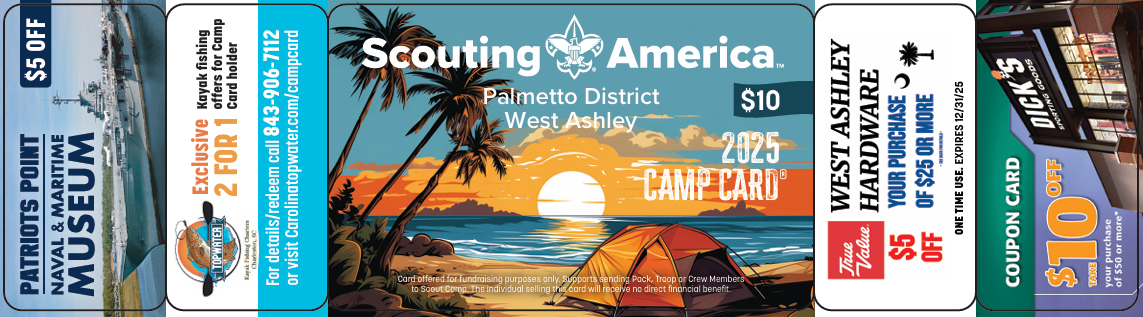 $5 OFF
PATRIOTS POINT
NAVAL & MARITIME
MUSEUM
Exclusive
2 FOR 1
Kayak fishing
offers for Camp
Card holder
TOPWATER
Kayak Fishing Charters
Charleston, SC
For details/redeem call 843-906-7112
or visit Carolinatopwater.com/campcard
Scouting America™
Palmetto District
West Ashley
$10
2025
CAMP CARD®
Card offered for fundraising purposes only. Supports sending Pack, Troop or Crew Members
to Scout Camp. The individual selling this card will receive no direct financial benefit.
True
Value
WEST ASHLEY
HARDWARE
$5
OFF
YOUR PURCHASE
OF $25 OR MORE
ONE TIME USE. EXPIRES 12/31/25
DICK'S
SPORTING GOODS
COUPON CARD
TAKE
$10 OFF
your purchase
of $50 or more*